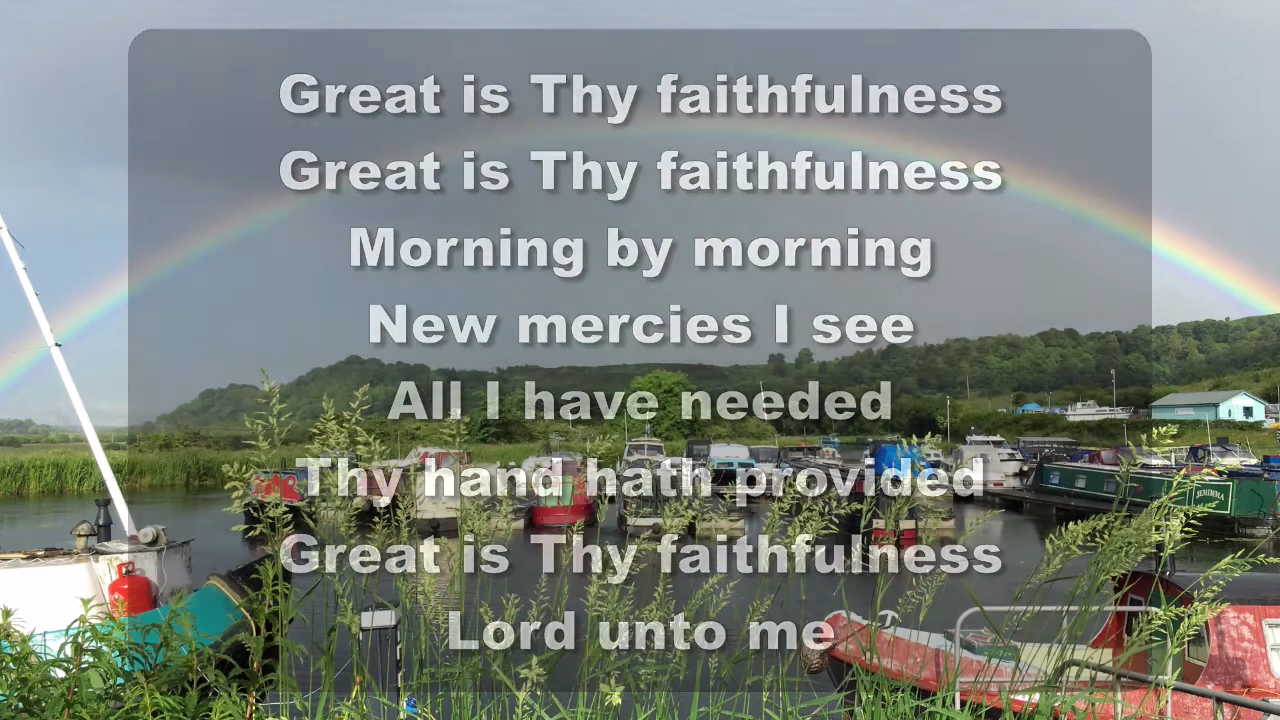 Great is Thy faithfulness
Great is Thy faithfulness
Morning by morning
New mercies I see
All I have needed
Thy hand hath provided
Great is Thy faithfulness
Lord unto me
JEMIMMA